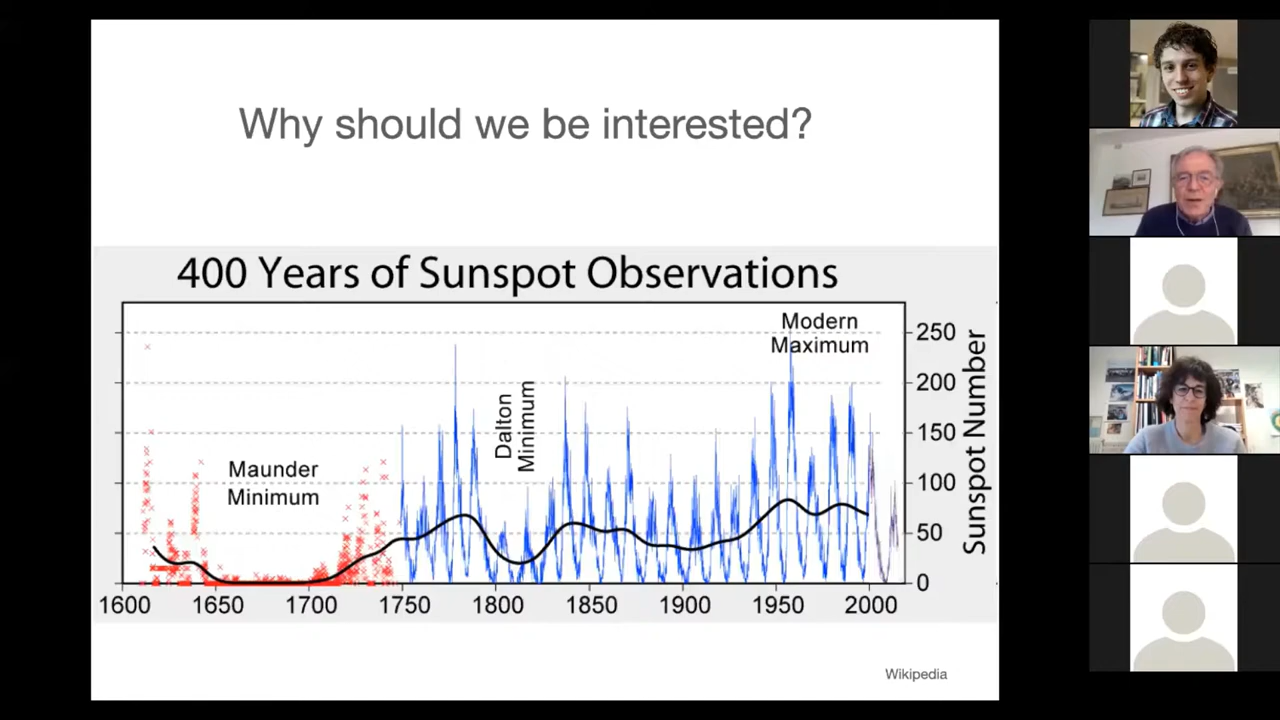 Why should we be interested?
400 Years of Sunspot Observations
Modern
Maximum
Dalton
Minimum
Maunder
Minimum
250
200
150
100
50
0
Sunspot Number
1600 1650 1700 1750 1800 1850 1900 1950 2000
Wikipedia